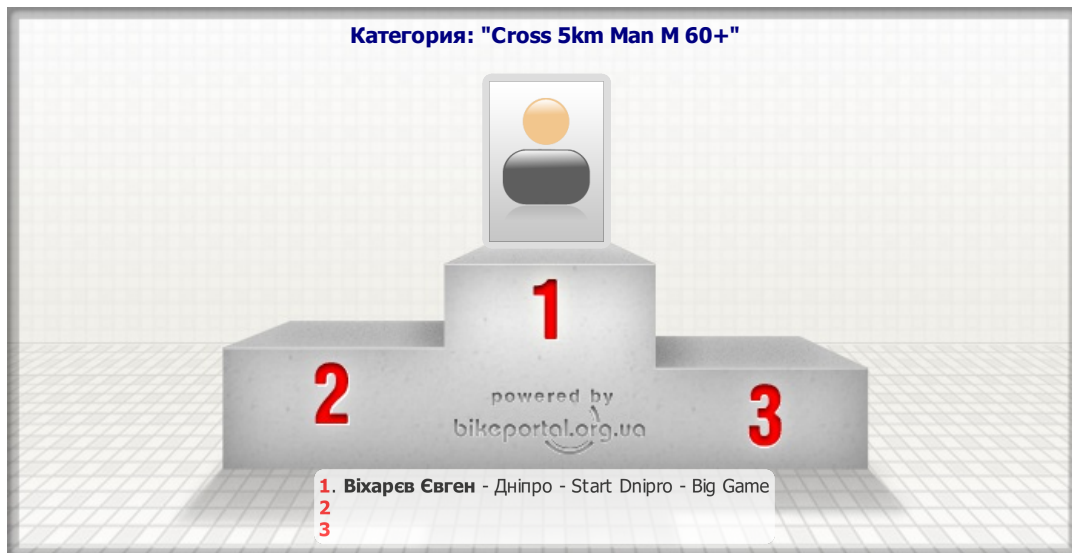 Категория: "Cross 5km Man M 60+"
1
2
3
powered by
bikeportal.org.ua
1. Віхарєв Євген - Дніпро - Start Dnipro - Big Game
2
3